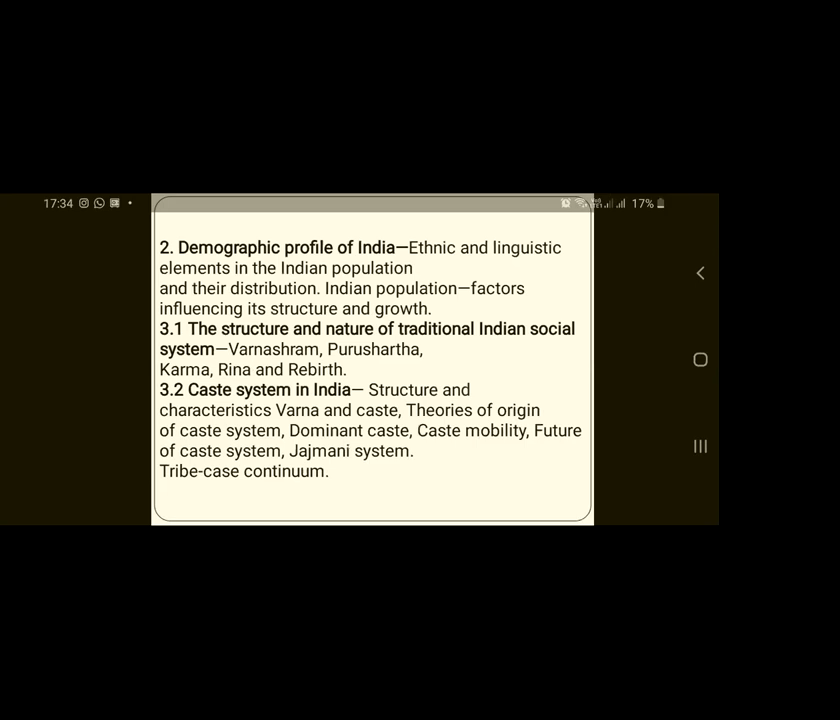 17:34
17%
2. Demographic profile of India—Ethnic and linguistic
elements in the Indian population
and their distribution. Indian population—factors
influencing its structure and growth.
3.1 The structure and nature of traditional Indian social
system—Varnashram, Purushartha,
Karma, Rina and Rebirth.
3.2 Caste system in India— Structure and
characteristics Varna and caste, Theories of origin
of caste system, Dominant caste, Caste mobility, Future
of caste system, Jajmani system.
Tribe-case continuum.